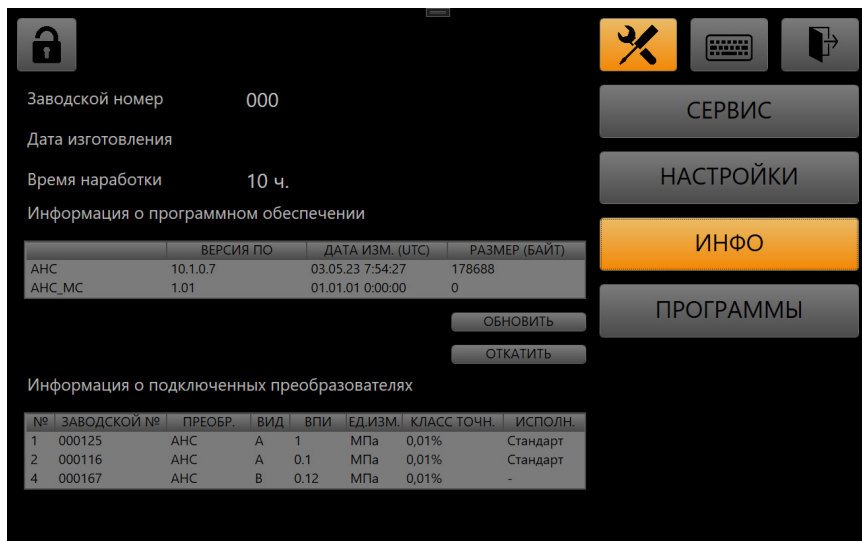 Заводской номер 000
Дата изготовления
Время наработки 10 ч.
Информация о программном обеспечении
ВЕРСИЯ ПО ДАТА ИЗМ. (UTC) РАЗМЕР (БАЙТ)
АНС 10.1.0.7 03.05.23 7:54:27 178688
АНС_МС 1.01 01.01.01 0:00:00 0
ОБНОВИТЬ
ОТКАТИТЬ
Информация о подключенных преобразователях
№ ЗАВОДСКОЙ № ПРЕОБР. ВИД ВПИ ЕД.ИЗМ. КЛАСС ТОЧН. ИСПОЛН.
1 000125 АНС А 1 МПа 0,01% Стандарт
2 000116 АНС А 0.1 МПа 0,01% Стандарт
4 000167 АНС В 0.12 МПа 0,01% -
СЕРВИС
НАСТРОЙКИ
ИНФО
ПРОГРАММЫ